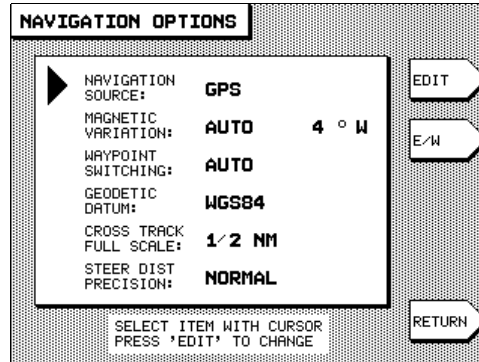 NAVIGATION OPTIONS
NAVIGATION
SOURCE: GPS
MAGNETIC
VARIATION: AUTO 4 ° W
WAYPOINT
SWITCHING: AUTO
GEODETIC
DATUM: WGS84
CROSS TRACK
FULL SCALE: 1/2 NM
STEER DIST
PRECISION: NORMAL
EDIT
E/W
RETURN
SELECT ITEM WITH CURSOR
PRESS 'EDIT' TO CHANGE